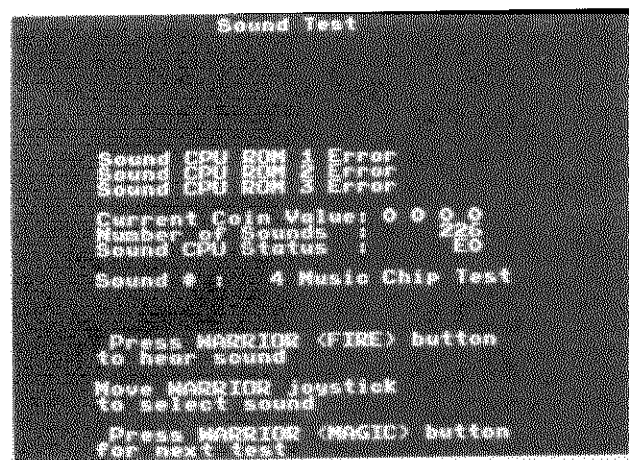 Sound Test
Sound CPU ROM 1 Error
Sound CPU ROM 2 Error
Sound CPU ROM 3 Error
Current Coin Value: 0 0 0 0
Number of Sounds :
Sound CPU Status : E0
Sound # : 4 Music Chip Test
Press WARRIOR (FIRE) button
to hear sound
Move WARRIOR joystick
to select sound
Press WARRIOR (MAGIC) button
for next test